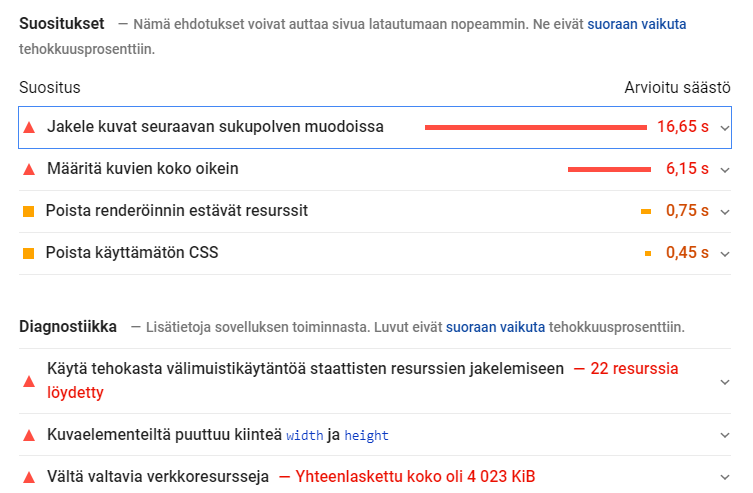 Suositukset — Nämä ehdotukset voivat auttaa sivua latautumaan nopeammin. Ne eivät suoraan vaikuta
tehokkuusprosenttiin.
Suositus Arvioitu säästö
Jakele kuvat seuraavan sukupolven muodoissa 16,65 s
Määritä kuvien koko oikein 6,15 s
Poista renderöinnin estävät resurssit 0,75 s
Poista käyttämätön CSS 0,45 s
Diagnostiikka — Lisätietoja sovelluksen toiminnasta. Luvut eivät suoraan vaikuta tehokkuusprosenttiin.
Käytä tehokasta välimuistikäytäntöä staattisten resurssien jakelemiseen — 22 resurssia
löydetty
Kuvaelementeiltä puuttuu kiinteä width ja height
Vältä valtavia verkkoresursseja — Yhteenlaskettu koko oli 4 023 KiB